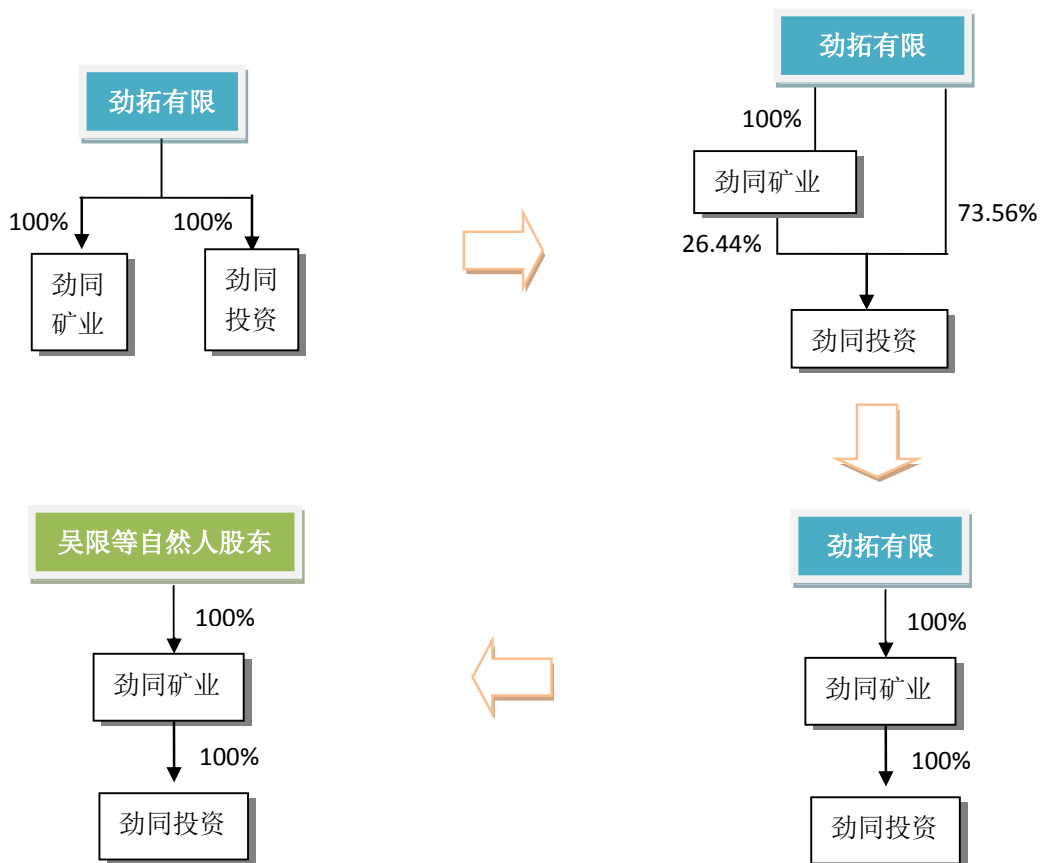 劲拓有限
100%
100%
劲同
矿业
劲同
投资
劲拓有限
100%
劲同矿业
73.56%
26.44%
劲同投资
劲拓有限
100%
劲同矿业
100%
劲同投资
吴限等自然人股东
100%
劲同矿业
100%
劲同投资